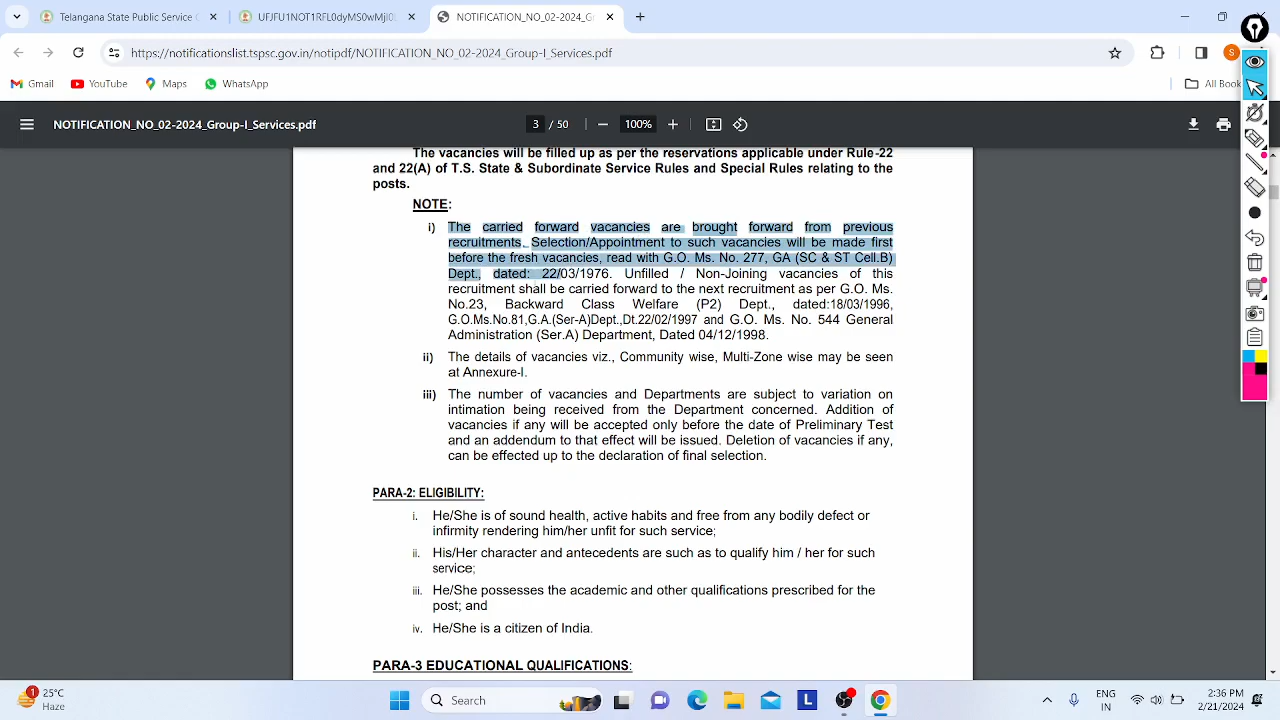 Telangana State Public Service
UFJFU1NOT1RFL0dyMS0wMjI0L
NOTIFICATION_NO_02-2024_G
https://notificationslist.tspsc.gov.in/notipdf/NOTIFICATION_NO_02-2024_Group-I_Services.pdf
S
Gmail
YouTube
Maps
WhatsApp
All Book
NOTIFICATION_NO_02-2024_Group-I_Services.pdf
3 / 50
100%
The vacancies will be filled up as per the reservations applicable under Rule-22
and 22(A) of T.S. State & Subordinate Service Rules and Special Rules relating to the
posts.
NOTE:
i) The carried forward vacancies are brought forward from previous
recruitments. Selection/Appointment to such vacancies will be made first
before the fresh vacancies, read with G.O. Ms. No. 277, GA (SC & ST Cell.B)
Dept., dated: 22/03/1976. Unfilled / Non-Joining vacancies of this
recruitment shall be carried forward to the next recruitment as per G.O. Ms.
No.23, Backward Class Welfare (P2) Dept., dated:18/03/1996,
G.O.Ms.No.81,G.A.(Ser-A)Dept.,Dt.22/02/1997 and G.O. Ms. No. 544 General
Administration (Ser.A) Department, Dated 04/12/1998.
ii) The details of vacancies viz., Community wise, Multi-Zone wise may be seen
at Annexure-I.
iii) The number of vacancies and Departments are subject to variation on
intimation being received from the Department concerned. Addition of
vacancies if any will be accepted only before the date of Preliminary Test
and an addendum to that effect will be issued. Deletion of vacancies if any,
can be effected up to the declaration of final selection.
PARA-2: ELIGIBILITY:
i. He/She is of sound health, active habits and free from any bodily defect or
infirmity rendering him/her unfit for such service;
ii. His/Her character and antecedents are such as to qualify him / her for such
service;
iii. He/She possesses the academic and other qualifications prescribed for the
post; and
iv. He/She is a citizen of India.
PARA-3 EDUCATIONAL QUALIFICATIONS:
1
25°C
Haze
Search
L
ENG
IN
2:36 PM
2/21/2024